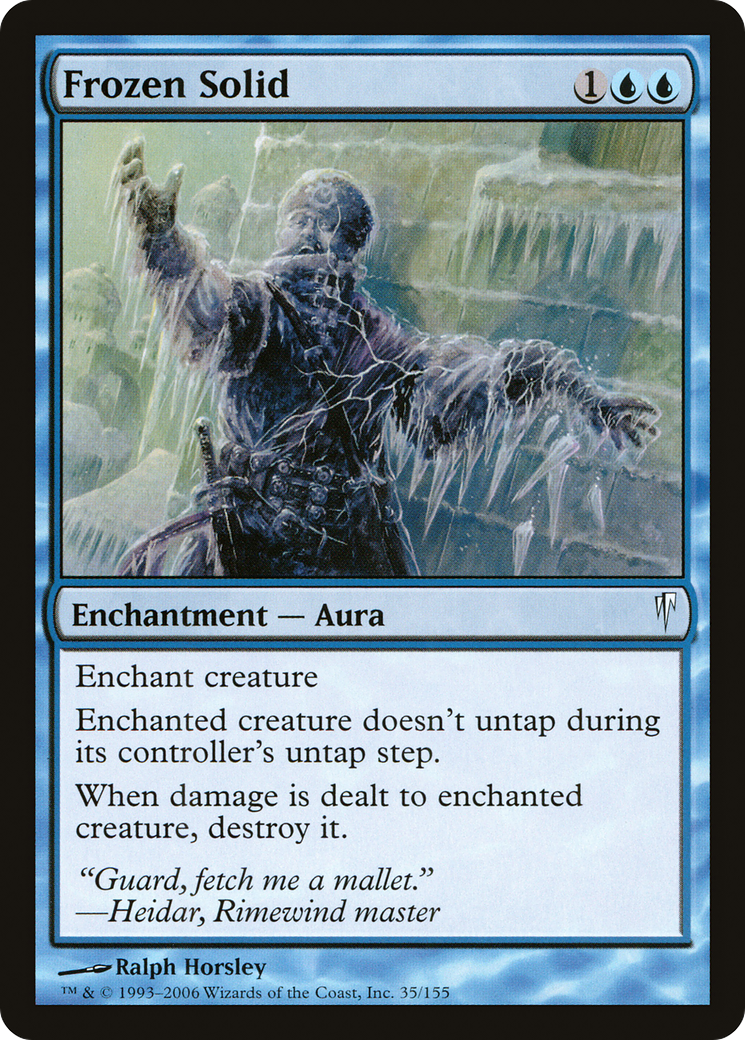 Frozen Solid 1
Enchantment — Aura
Enchant creature
Enchanted creature doesn't untap during
its controller's untap step.
When damage is dealt to enchanted
creature, destroy it.
“Guard, fetch me a mallet.”
—Heidar, Rimewind master
Ralph Horsley
™ & © 1993–2006 Wizards of the Coast, Inc. 35/155